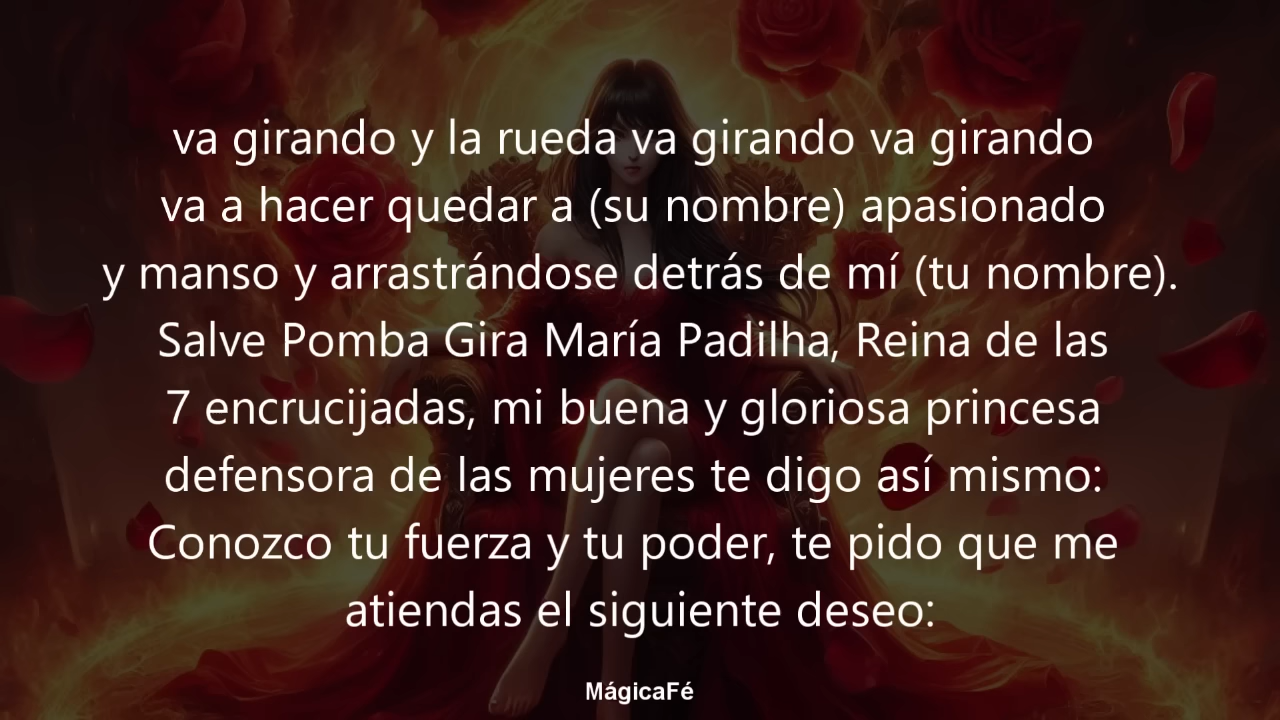 va girando y la rueda va girando va girando
va a hacer quedar a (su nombre) apasionado
y manso y arrastrándose detrás de mí (tu nombre).
Salve Pomba Gira María Padilha, Reina de las
7 encrucijadas, mi buena y gloriosa princesa
defensora de las mujeres te digo así mismo:
Conozco tu fuerza y tu poder, te pido que me
atiendas el siguiente deseo:
MágicaFé